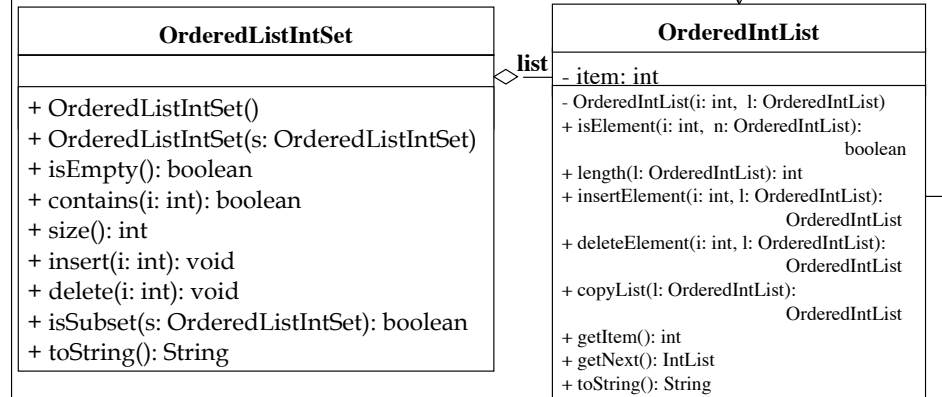 OrderedListIntSet
+ OrderedListIntSet()
+ OrderedListIntSet(s: OrderedListIntSet)
+ isEmpty(): boolean
+ contains(i: int): boolean
+ size(): int
+ insert(i: int): void
+ delete(i: int): void
+ isSubset(s: OrderedListIntSet): boolean
+ toString(): String
list
OrderedIntList
- item: int
- OrderedIntList(i: int, l: OrderedIntList)
+ isElement(i: int, n: OrderedIntList):
boolean
+ length(l: OrderedIntList): int
+ insertElement(i: int, l: OrderedIntList):
OrderedIntList
+ deleteElement(i: int, l: OrderedIntList):
OrderedIntList
+ copyList(l: OrderedIntList):
OrderedIntList
+ getItem(): int
+ getNext(): IntList
+ toString(): String